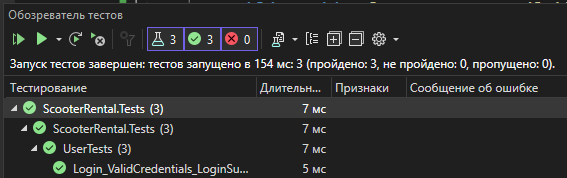 Обозреватель тестов
3 3 0
Запуск тестов завершен: тестов запущено в 154 мс: 3 (пройдено: 3, не пройдено: 0, пропущено: 0).
Тестирование Длительн... Признаки Сообщение об ошибке
ScooterRental.Tests (3) 7 мс
ScooterRental.Tests (3) 7 мс
UserTests (3) 7 мс
Login_ValidCredentials_LoginSu... 5 мс